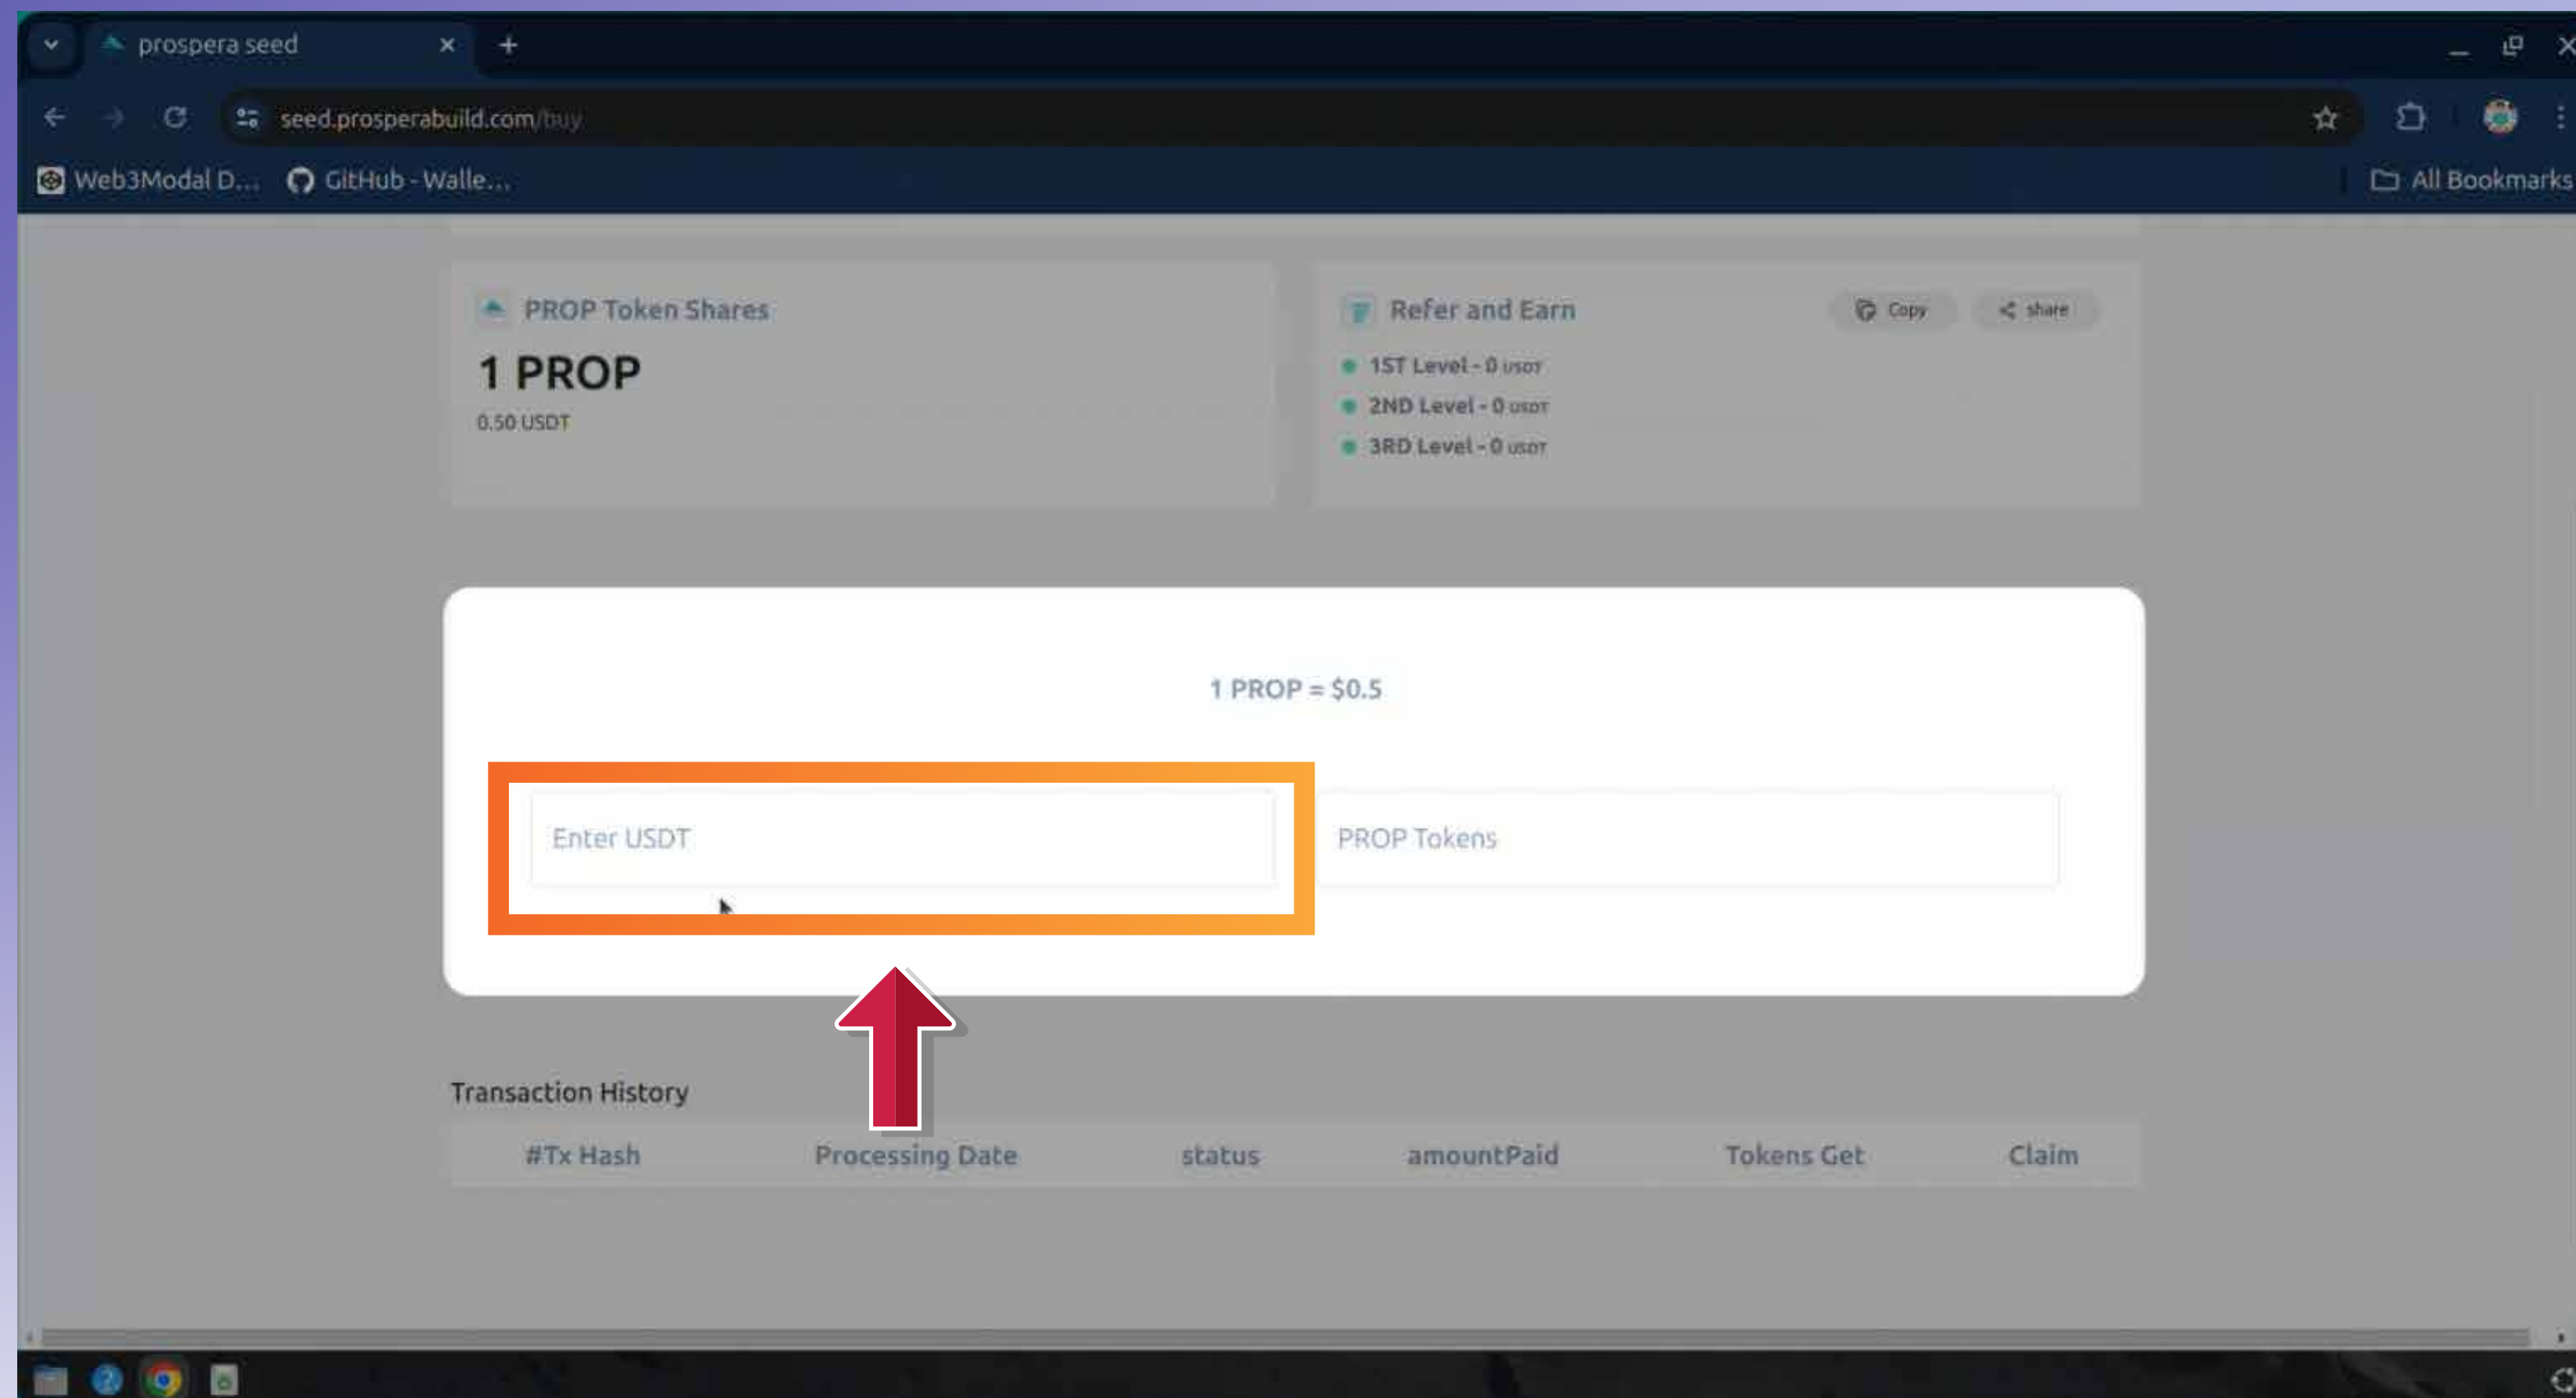 prospera seed
seed.prosperabuild.com/buy
Web3Modal D... GitHub - Walle...
All Bookmarks
PROP Token Shares
1 PROP
0.50 USDT
Refer and Earn
Copy
share
1ST Level - 0 USDT
2ND Level - 0 USDT
3RD Level - 0 USDT
1 PROP = $0.5
Enter USDT
PROP Tokens
Transaction History
#Tx Hash Processing Date status amountPaid Tokens Get Claim